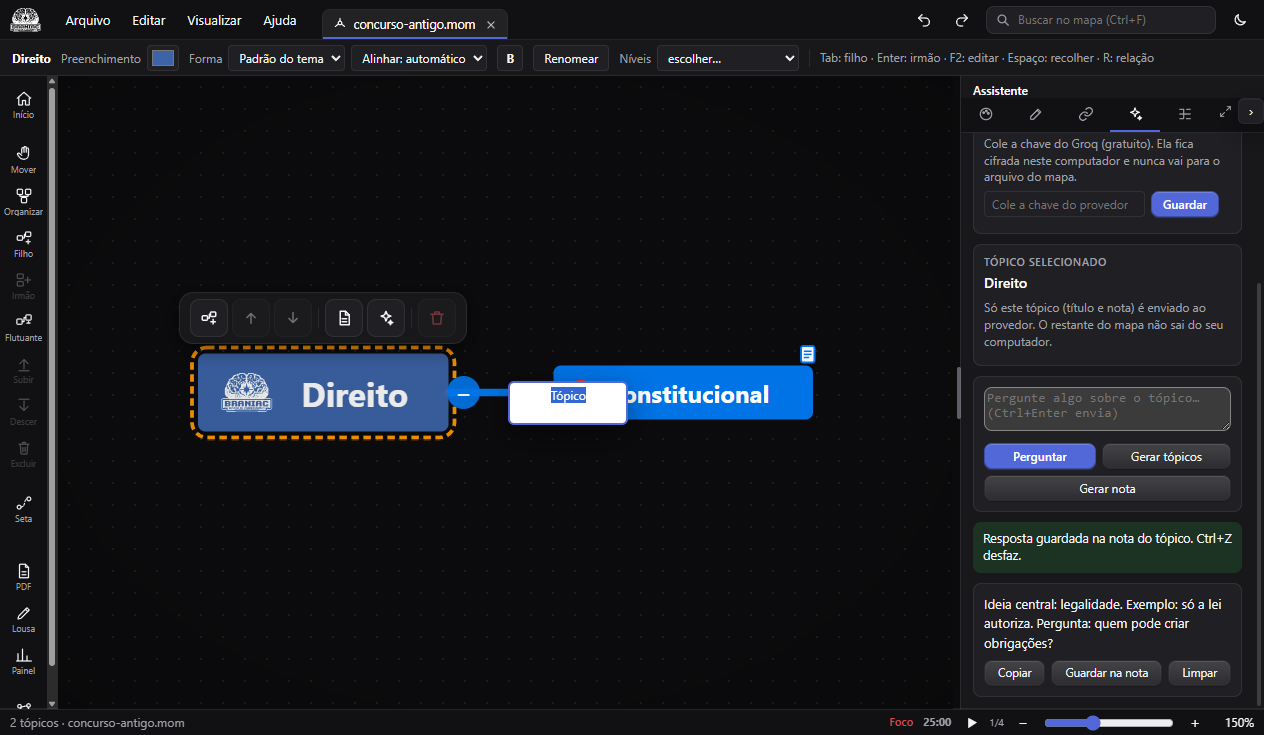 Arquivo Editar Visualizar Ajuda concurso-antigo.mom × Buscar no mapa (Ctrl+F)
Direito Preenchimento Forma Padrão do tema Alinhar: automático B Renomear Níveis escolher... Tab: filho · Enter: irmão · F2: editar · Espaço: recolher · R: relação
Início
Mover
Organizar
Filho
Irmão
Flutuante
Subir
Descer
Excluir
Seta
PDF
Lousa
Painel
BRANIAC
Direito
Tópico
onstitucional
Assistente
Cole a chave do Groq (gratuito). Ela fica
cifrada neste computador e nunca vai para o
arquivo do mapa.
Cole a chave do provedor Guardar
TÓPICO SELECIONADO
Direito
Só este tópico (título e nota) é enviado ao
provedor. O restante do mapa não sai do seu
computador.
Pergunte algo sobre o tópico…
(Ctrl+Enter envia)
Perguntar Gerar tópicos
Gerar nota
Resposta guardada na nota do tópico. Ctrl+Z
desfaz.
Ideia central: legalidade. Exemplo: só a lei
autoriza. Pergunta: quem pode criar
obrigações?
Copiar Guardar na nota Limpar
2 tópicos · concurso-antigo.mom Foco 25:00 1/4 − + 150%